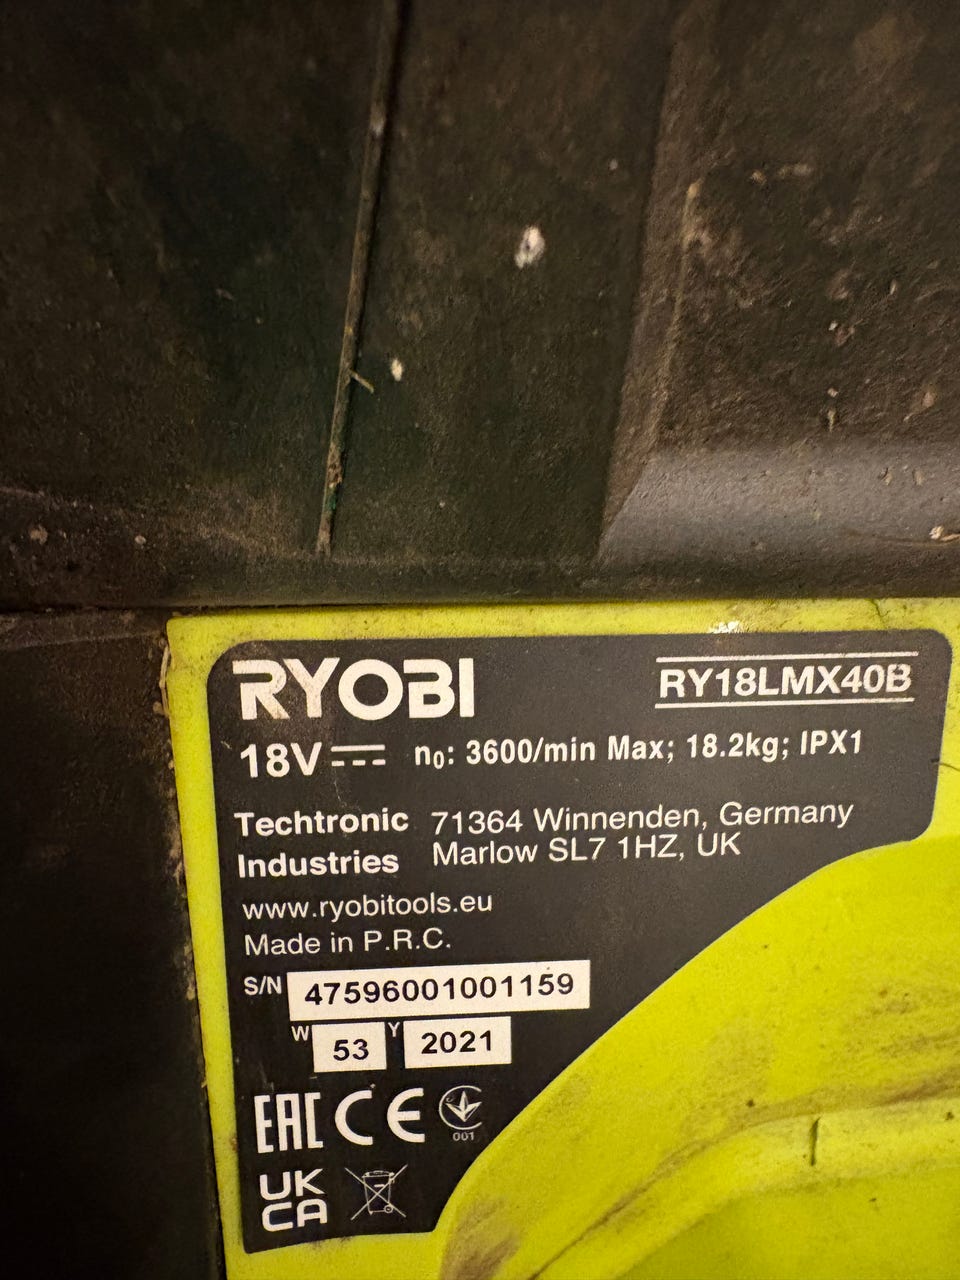 RYOBI
RY18LMX40B
18V n0: 3600/min Max; 18.2kg; IPX1
Techtronic Industries
71364 Winnenden, Germany
Marlow SL7 1HZ, UK
www.ryobitools.eu
Made in P.R.C.
S/N 47596001001159
W 53 Y 2021
EAC CE 001
UK
CA